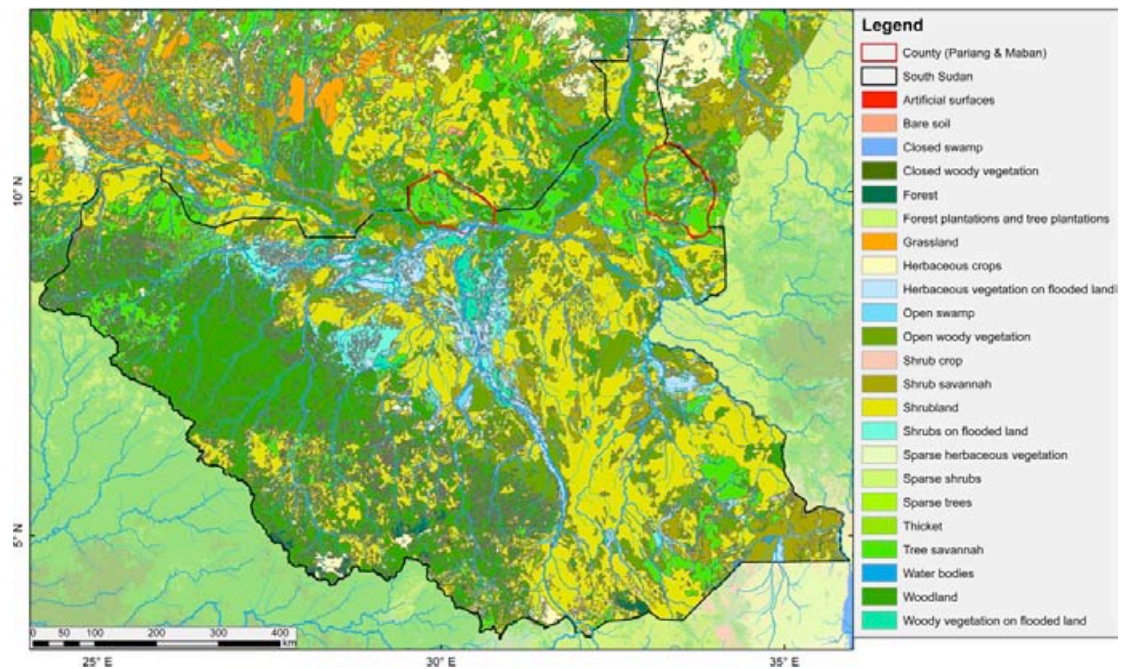 Legend
County (Pariang & Maban)
South Sudan
Artificial surfaces
Bare soil
Closed swamp
Closed woody vegetation
Forest
Forest plantations and tree plantations
Grassland
Herbaceous crops
Herbaceous vegetation on flooded land
Open swamp
Open woody vegetation
Shrub crop
Shrub savannah
Shrubland
Shrubs on flooded land
Sparse herbaceous vegetation
Sparse shrubs
Sparse trees
Thicket
Tree savannah
Water bodies
Woodland
Woody vegetation on flooded land
10° N
5° N
0 50 100 200 300 400
km
25° E 30° E 35° E